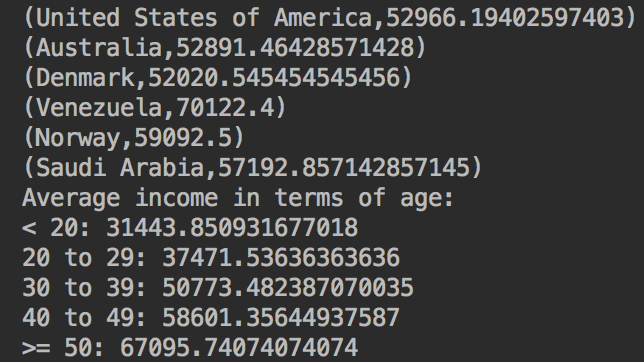 (United States of America,52966.19402597403)
(Australia,52891.46428571428)
(Denmark,52020.545454545456)
(Venezuela,70122.4)
(Norway,59092.5)
(Saudi Arabia,57192.857142857145)
Average income in terms of age:
< 20: 31443.850931677018
20 to 29: 37471.53636363636
30 to 39: 50773.482387070035
40 to 49: 58601.35644937587
>= 50: 67095.74074074074